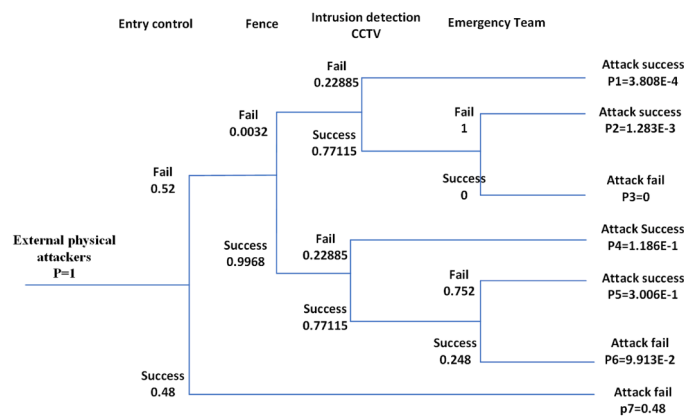 Entry control
Fence
Intrusion detection
CCTV
Emergency Team
Fail
0.22885
Attack success
P1=3.808E-4
Fail
0.0032
Success
0.77115
Fail
1
Attack success
P2=1.283E-3
Success
0
Attack fail
P3=0
Fail
0.52
External physical
attackers
P=1
Success
0.9968
Fail
0.22885
Attack Success
P4=1.186E-1
Success
0.77115
Fail
0.752
Attack success
P5=3.006E-1
Success
0.248
Attack fail
P6=9.913E-2
Success
0.48
Attack fail
p7=0.48